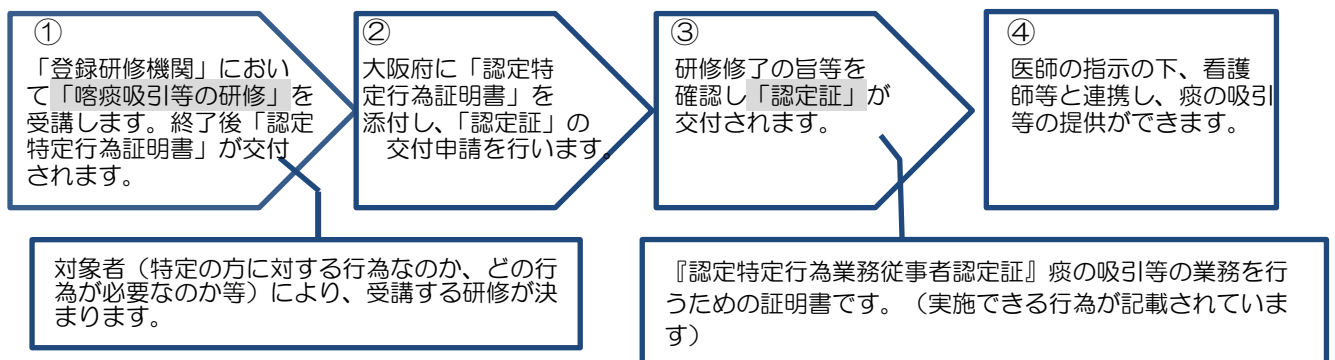 ①
「登録研修機関」におい
て「喀痰吸引等の研修」を
受講します。終了後「認定
特定行為証明書」が交付
されます。
②
大阪府に「認定特
定行為証明書」を
添付し、「認定証」の
交付申請を行います。
③
研修修了の旨等を
確認し「認定証」が
交付されます。
④
医師の指示の下、看護
師等と連携し、痰の吸引
等の提供ができます。
対象者（特定の方に対する行為なのか、どの行
為が必要なのか等）により、受講する研修が決
まります。
『認定特定行為業務従事者認定証』痰の吸引等の業務を行
うための証明書です。（実施できる行為が記載されていま
す）